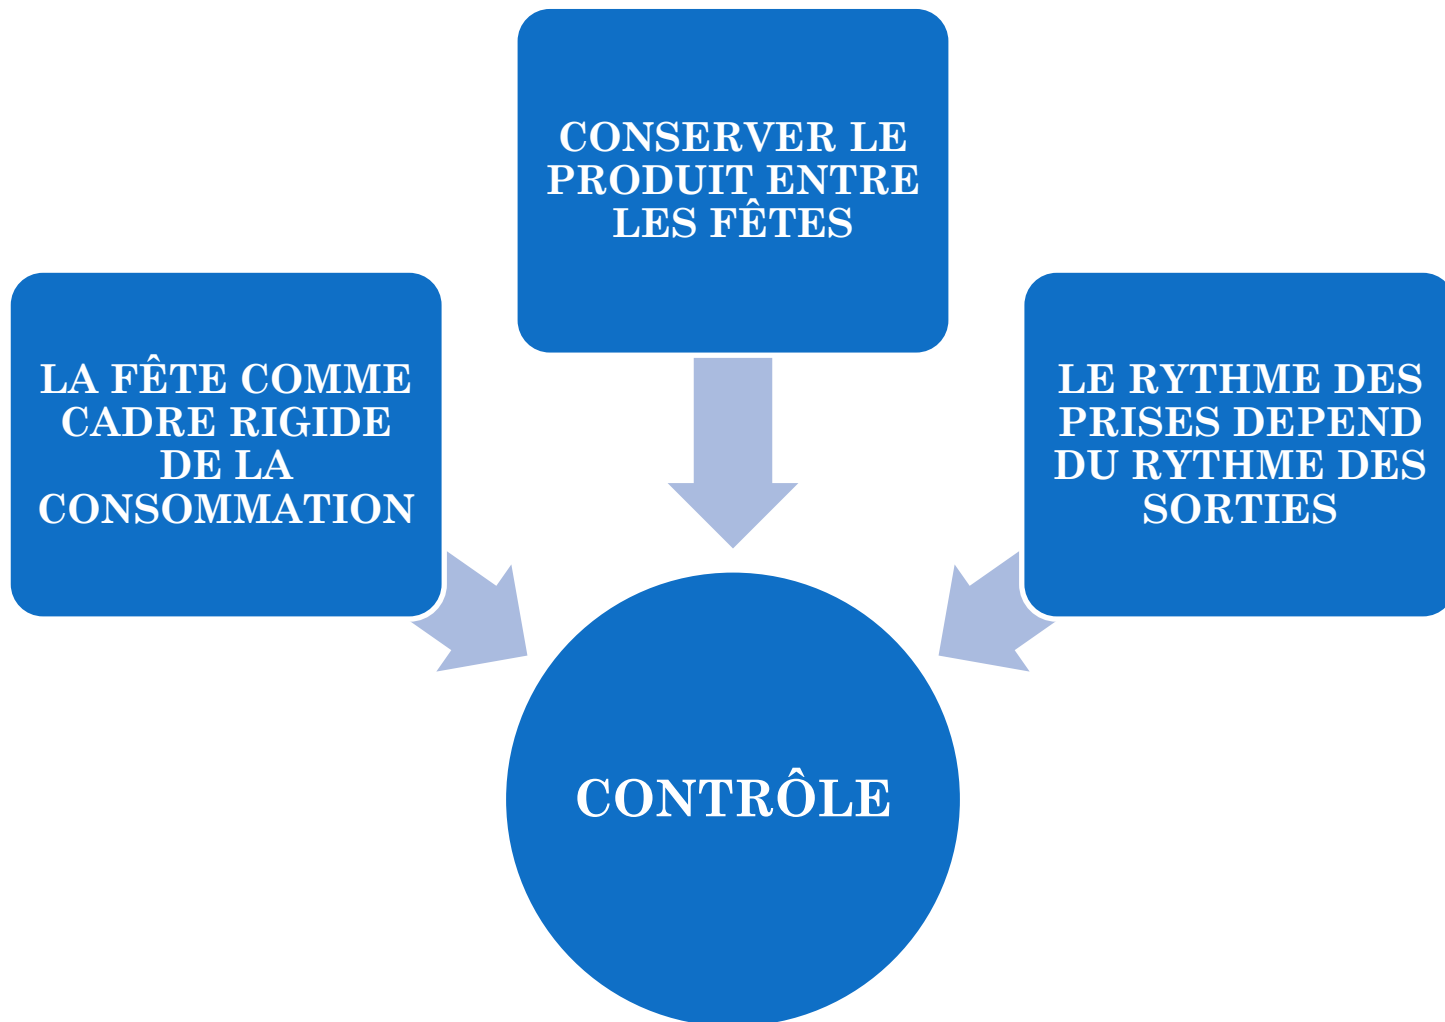 CONSERVER LE
PRODUIT ENTRE
LES FÊTES
LA FÊTE COMME
CADRE RIGIDE
DE LA
CONSOMMATION
LE RYTHME DES
PRISES DEPEND
DU RYTHME DES
SORTIES
CONTRÔLE